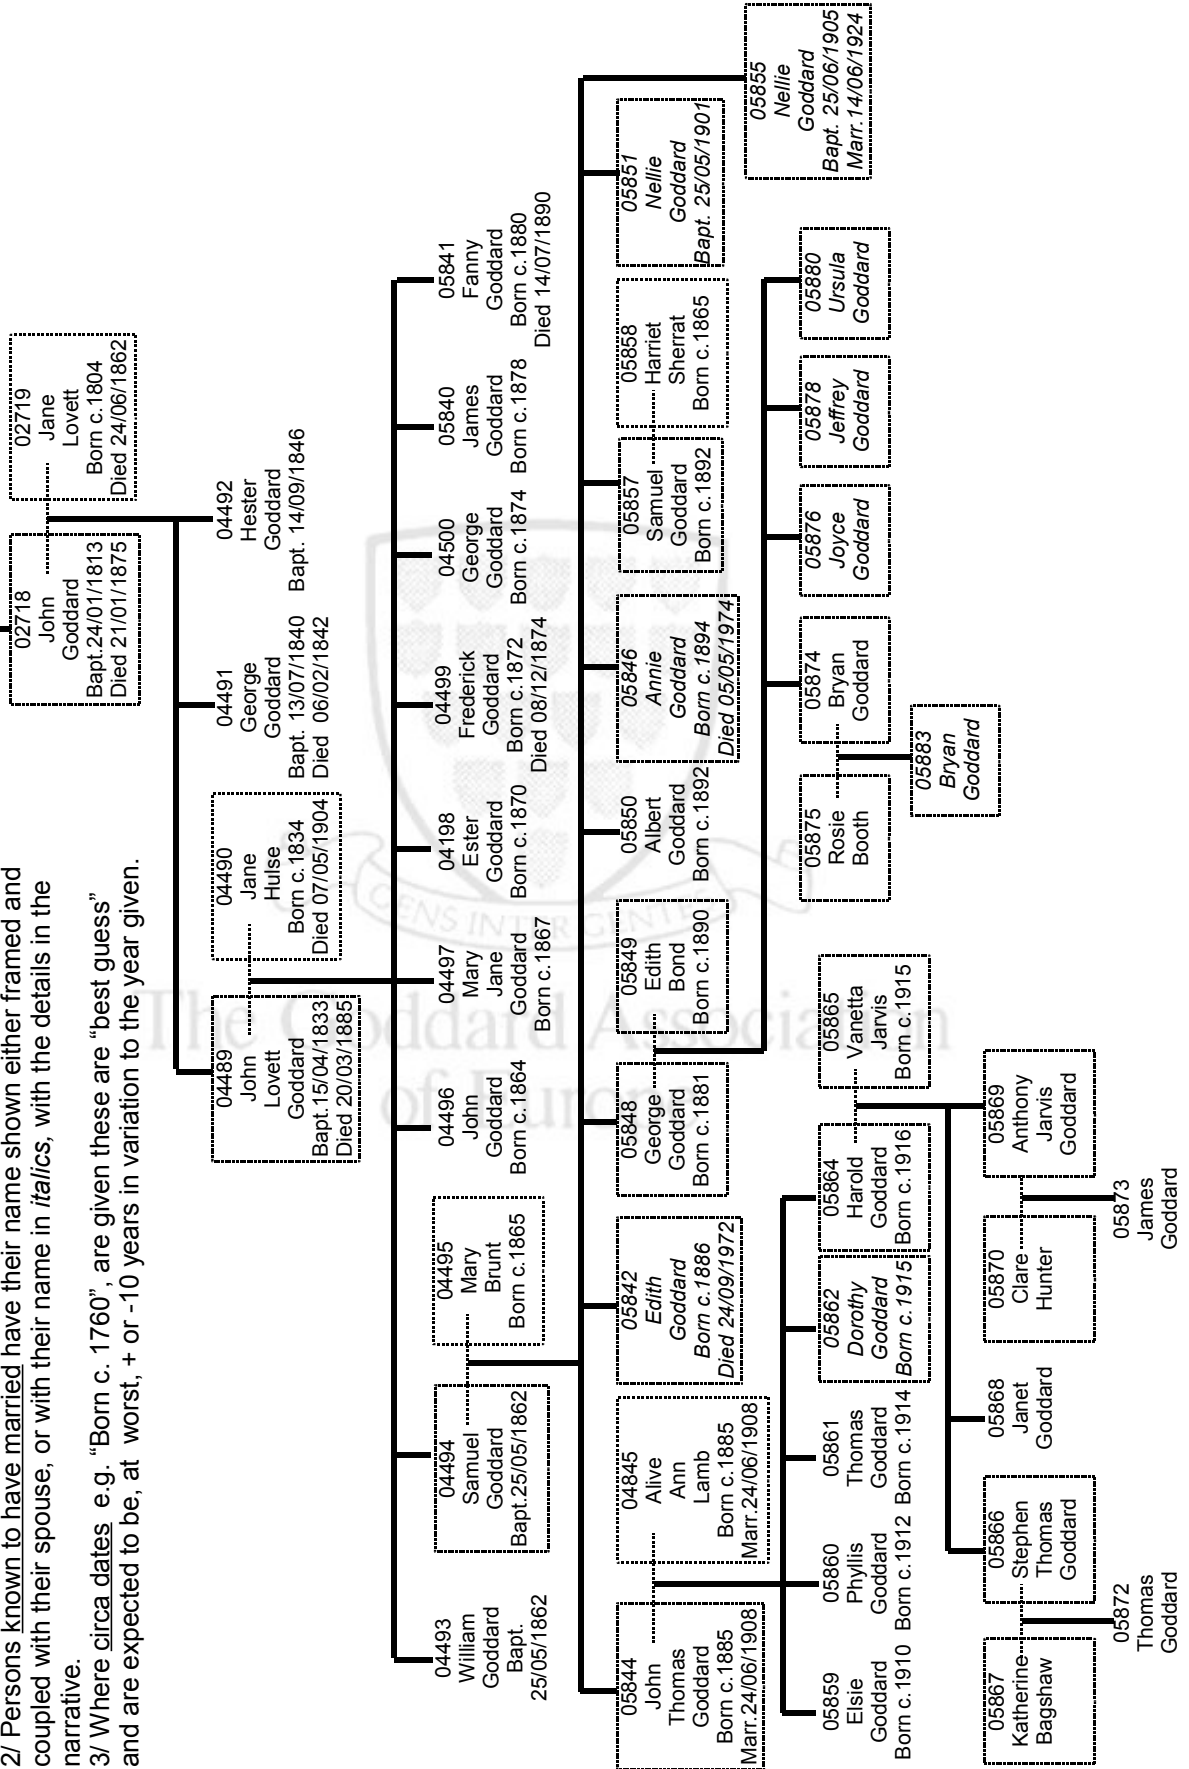 2/ Persons known to have married have their name shown either framed and
coupled with their spouse, or with their name in italics, with the details in the
narrative.
3/ Where circa dates e.g. “Born c. 1760”, are given these are “best guess”
and are expected to be, at worst, + or -10 years in variation to the year given.
02718
John
Goddard
Bapt.24/01/1813
Died 21/01/1875
02719
Jane
Lovett
Born c.1804
Died 24/06/1862
04489
John
Lovett
Goddard
Bapt.15/04/1833
Died 20/03/1885
04490
Jane
Hulse
Born c.1834
Died 07/05/1904
04491
George
Goddard
Bapt. 13/07/1840
Died 06/02/1842
04492
Hester
Goddard
Bapt. 14/09/1846
04493
William
Goddard
Bapt.
25/05/1862
04494
Samuel
Goddard
Bapt.25/05/1862
04495
Mary
Brunt
Born c.1865
04496
John
Goddard
Born c.1864
04497
Mary
Jane
Goddard
Born c.1867
04198
Ester
Goddard
Born c.1870
04499
Frederick
Goddard
Born c.1872
Died 08/12/1874
04500
George
Goddard
Born c.1874
05840
James
Goddard
Born c.1878
05841
Fanny
Goddard
Born c.1880
Died 14/07/1890
05844
John
Thomas
Goddard
Born c.1885
Marr.24/06/1908
04845
Alive
Ann
Lamb
Born c.1885
Marr.24/06/1908
05842
Edith
Goddard
Born c.1886
Died 24/09/1972
05848
George
Goddard
Born c.1881
05849
Edith
Bond
Born c.1890
05850
Albert
Goddard
Born c.1892
05846
Annie
Goddard
Born c.1894
Died 05/05/1974
05857
Samuel
Goddard
Born c.1892
05858
Harriet
Sherrat
Born c.1865
05851
Nellie
Goddard
Bapt. 25/05/1901
05855
Nellie
Goddard
Bapt. 25/06/1905
Marr.14/06/1924
05859
Elsie
Goddard
Born c.1910
05860
Phyllis
Goddard
Born c.1912
05861
Thomas
Goddard
Born c.1914
05862
Dorothy
Goddard
Born c.1915
05864
Harold
Goddard
Born c.1916
05865
Vanetta
Jarvis
Born c.1915
05875
Rosie
Booth
05874
Bryan
Goddard
05876
Joyce
Goddard
05878
Jeffrey
Goddard
05880
Ursula
Goddard
05883
Bryan
Goddard
05867
Katherine
Bagshaw
05866
Stephen
Thomas
Goddard
05868
Janet
Goddard
05870
Clare
Hunter
05869
Anthony
Jarvis
Goddard
05872
Thomas
Goddard
05873
James
Goddard
GENS INTER GENTES
The Goddard Association
of Europe